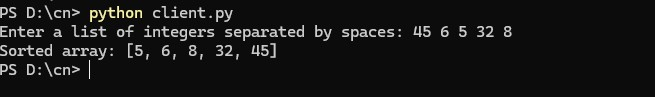 PS D:\cn> python client.py
Enter a list of integers separated by spaces: 45 6 5 32 8
Sorted array: [5, 6, 8, 32, 45]
PS D:\cn>